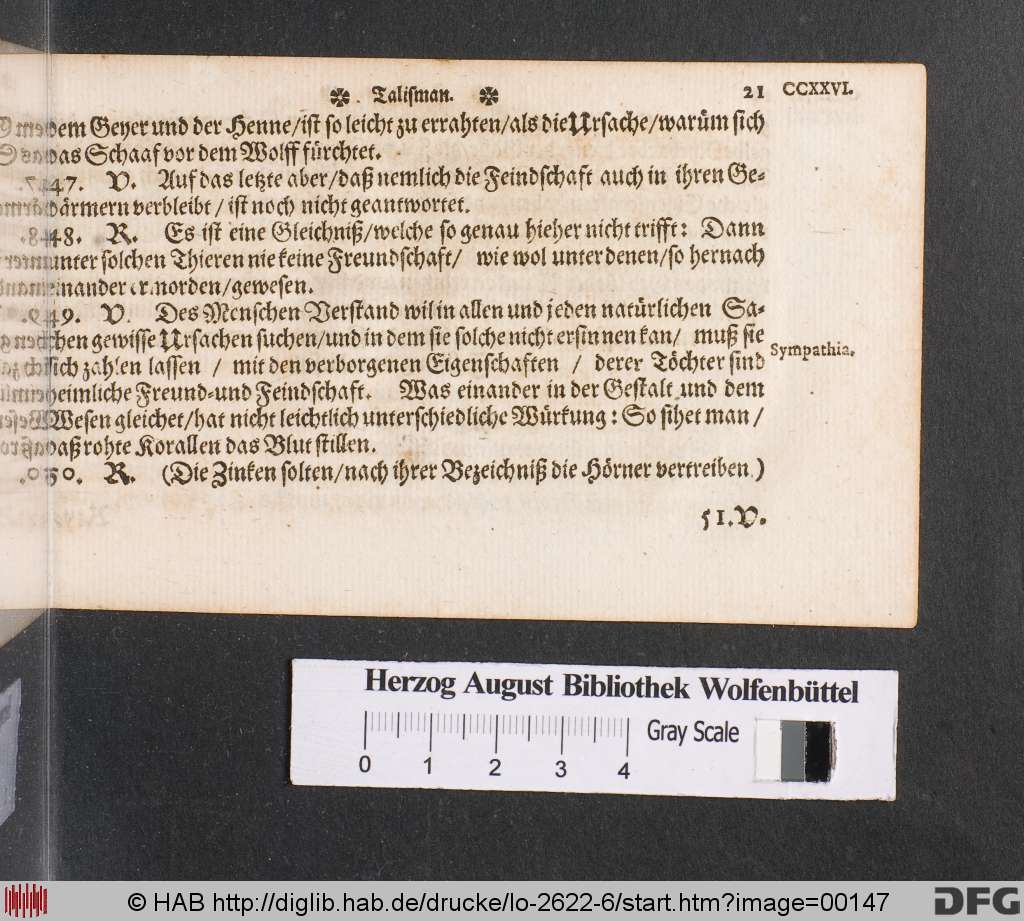 ✼ Talisman. ✼ 21 CCXXVI.
dem Geyer und der Henne/ist so leicht zu errahten/als die Ursache/warüm sich
das Schaaf vor dem Wolff fürchtet.
47. V. Auf das letzte aber/daß nemlich die Feindschaft auch in ihren Ge-
därmern verbleibt/ist noch nicht geantwortet.
48. R. Es ist eine Gleichniß/welche so genau hieher nicht trifft: Dann
unter solchen Thieren nie keine Freundschaft/ wie wol unter denen/so hernach
einander ermorden/gewesen.
49. V. Des Menschen Verstand wil in allen und jeden natürlichen Sa-
chen gewisse Ursachen suchen/und in dem sie solche nicht ersinnen kan/ muß sie
Sympathia.
sich zahlen lassen / mit den verborgenen Eigenschaften / derer Töchter sind
heimliche Freund-und Feindschaft. Was einander in der Gestalt und dem
Wesen gleichet/hat nicht leichtlich unterschiedliche Würkung: So sihet man/
daß rohte Korallen das Blut stillen.
50. R. (Die Zinken solten/nach ihrer Bezeichniß die Hörner vertreiben.)
51. V.
Herzog August Bibliothek Wolfenbüttel
Gray Scale
0 1 2 3 4
© HAB http://diglib.hab.de/drucke/lo-2622-6/start.htm?image=00147
DFG